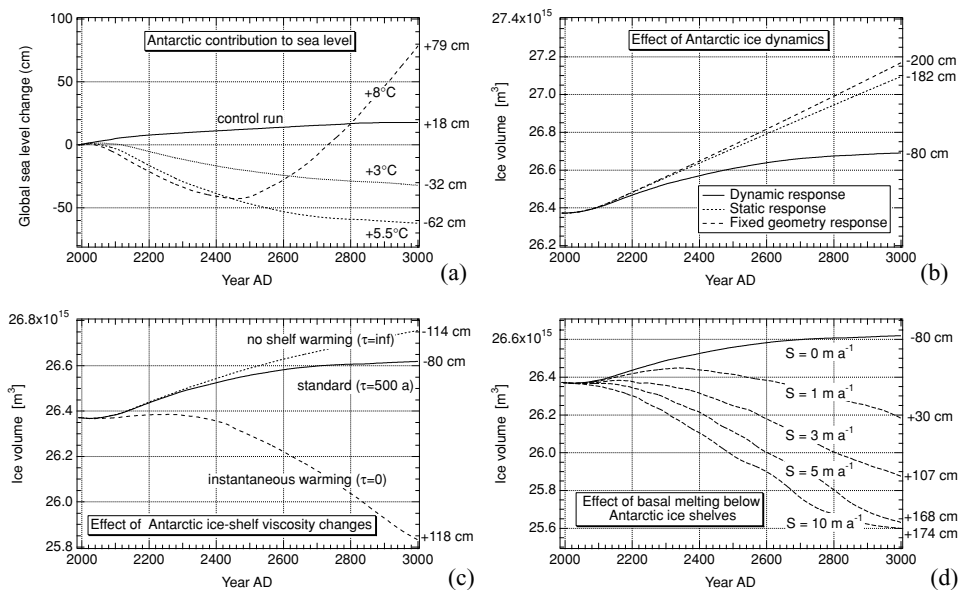 100
50
0
-50
Global sea level change (cm)
Antarctic contribution to sea level
control run
+8°C
+3°C
+5.5°C
+79 cm
+18 cm
-32 cm
-62 cm
2000 2200 2400 2600 2800 3000
Year AD
(a)
27.4x10^15
27.2
27.0
26.8
26.6
26.4
26.2
Ice volume [m³]
Effect of Antarctic ice dynamics
-200 cm
-182 cm
-80 cm
Dynamic response
Static response
Fixed geometry response
2000 2200 2400 2600 2800 3000
Year AD
(b)
26.8x10^15
26.6
26.4
26.2
26.0
25.8
Ice volume [m³]
no shelf warming (τ=inf)
standard (τ=500 a)
instantaneous warming (τ=0)
Effect of Antarctic ice-shelf viscosity changes
-114 cm
-80 cm
+118 cm
2000 2200 2400 2600 2800 3000
Year AD
(c)
26.6x10^15
26.4
26.2
26.0
25.8
25.6
Ice volume [m³]
S = 0 m a⁻¹
S = 1 m a⁻¹
S = 3 m a⁻¹
S = 5 m a⁻¹
S = 10 m a⁻¹
Effect of basal melting below
Antarctic ice shelves
-80 cm
+30 cm
+107 cm
+168 cm
+174 cm
2000 2200 2400 2600 2800 3000
Year AD
(d)